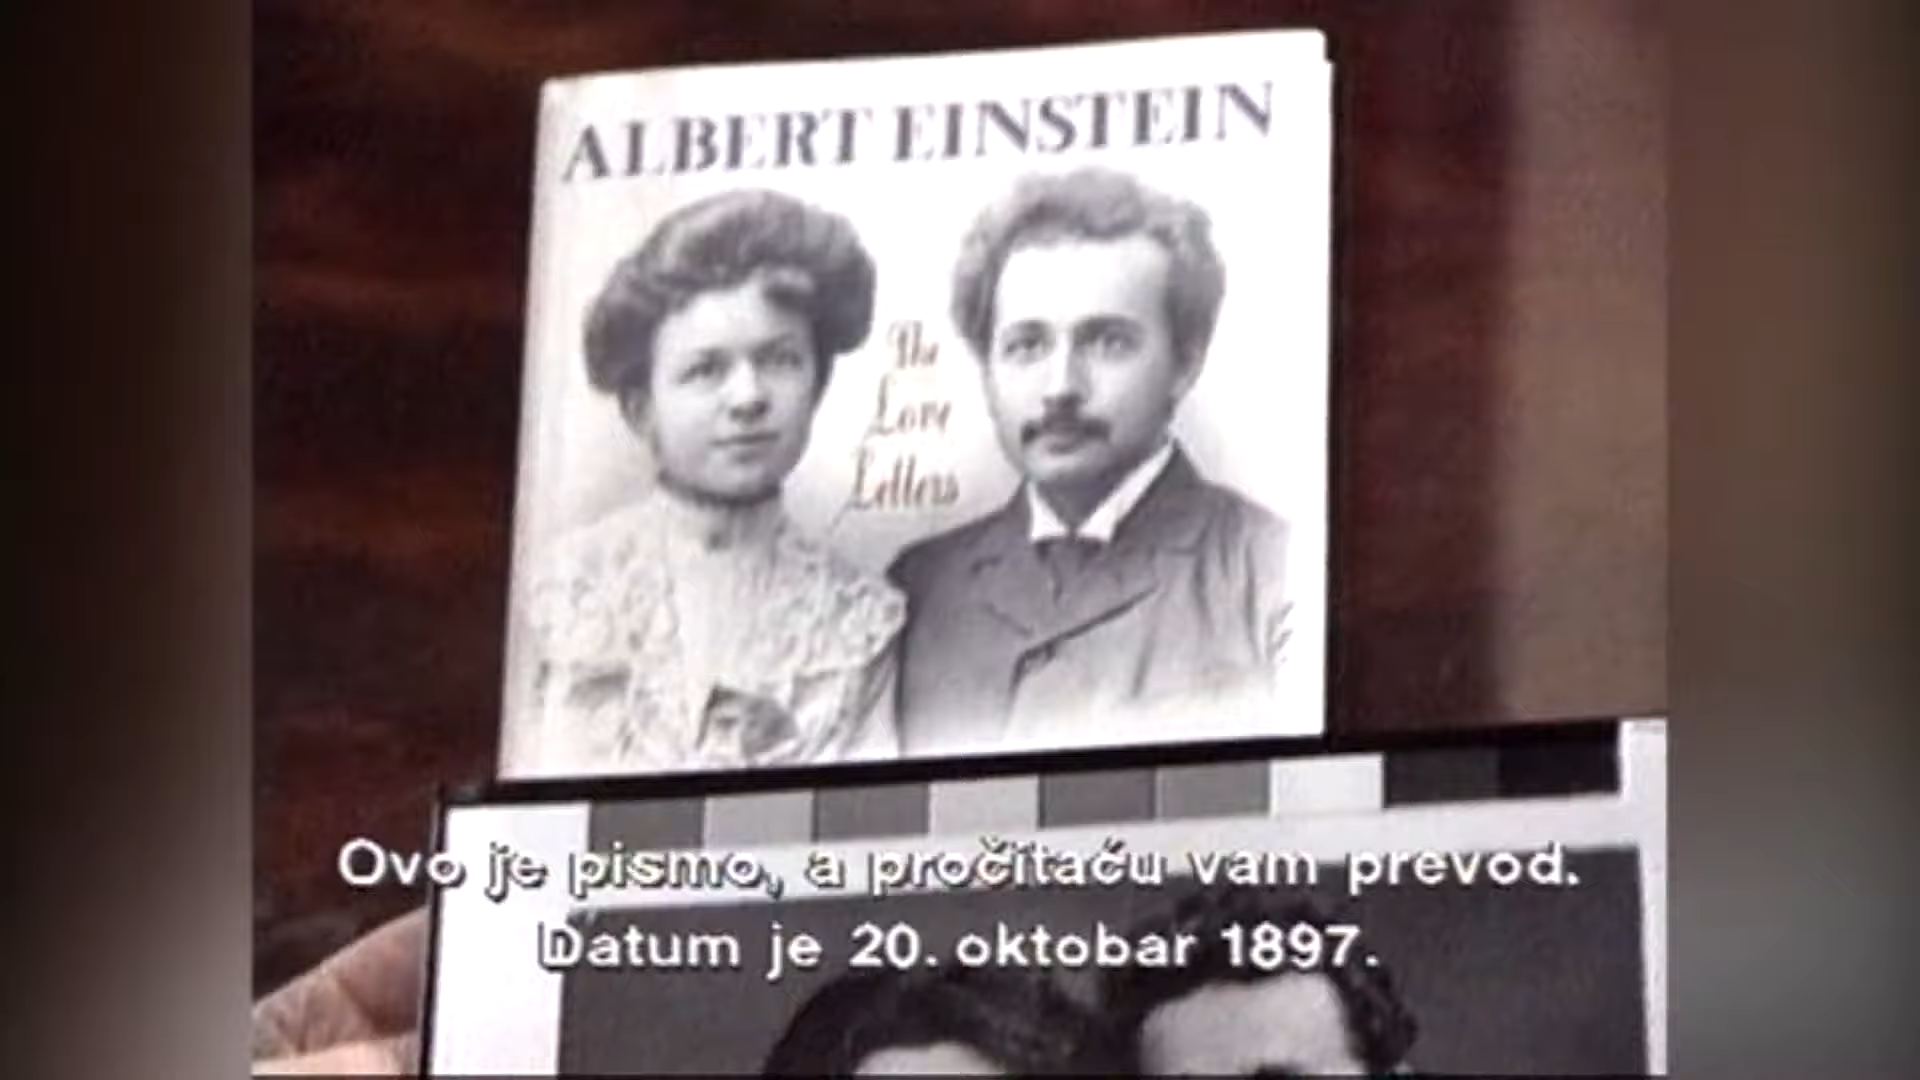 ALBERT EINSTEIN
The
Love
Letters
Ovo je pismo, a pročitaću vam prevod.
Datum je 20. oktobar 1897.